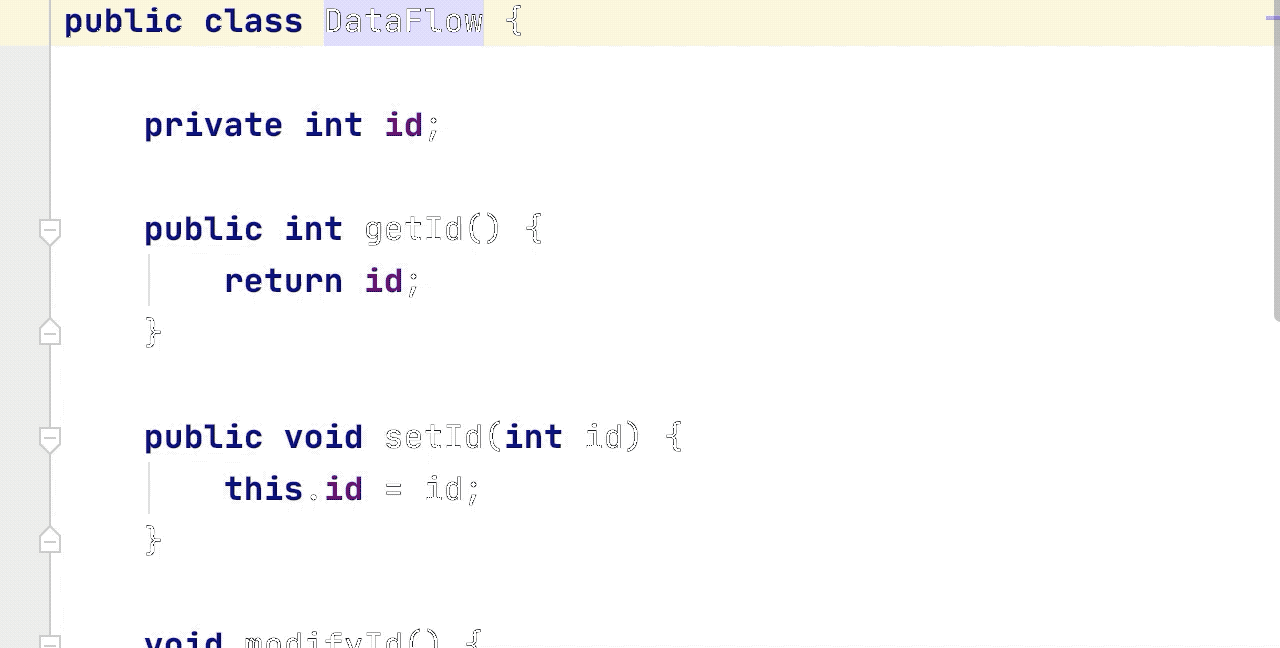 public class DataFlow {
private int id;
public int getId() {
return id;
}
public void setId(int id) {
this.id = id;
}
void modifyId() {